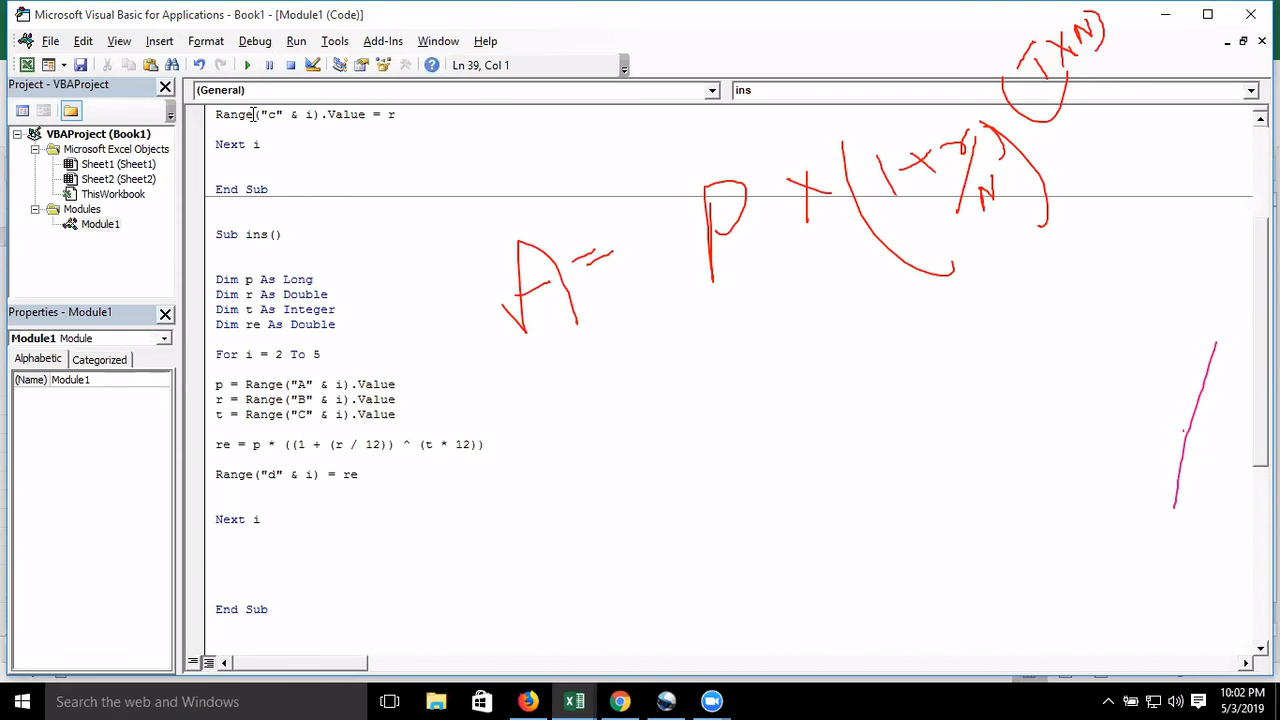 Microsoft Visual Basic for Applications - Book1 - [Module1 (Code)]
File Edit View Insert Format Debug Run Tools Add-Ins Window Help
Ln 39, Col 1
Project - VBAProject
(General)
ins
VBAProject (Book1)
Microsoft Excel Objects
Sheet1 (Sheet1)
Sheet2 (Sheet2)
ThisWorkbook
Modules
Module1
Properties - Module1
Module1 Module
Alphabetic Categorized
(Name) Module1
Range("c" & i).Value = r
Next i
End Sub
Sub ins()
Dim p As Long
Dim r As Double
Dim t As Integer
Dim re As Double
For i = 2 To 5
p = Range("A" & i).Value
r = Range("B" & i).Value
t = Range("C" & i).Value
re = p * ((1 + (r / 12)) ^ (t * 12))
Range("d" & i) = re
Next i
End Sub
A = P
N
Search the web and Windows
10:02 PM
5/3/2019